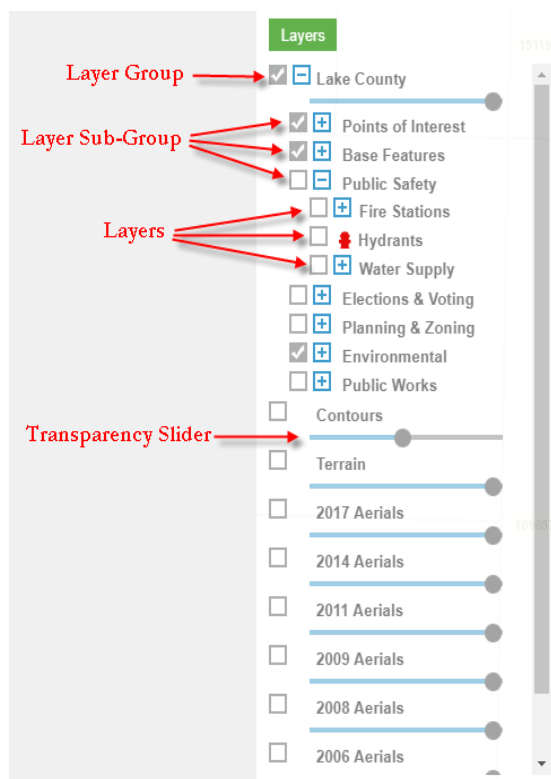 Layers
15119
Layer Group
Lake County
Layer Sub-Group
Points of Interest
Base Features
Public Safety
Layers
Fire Stations
Hydrants
Water Supply
Elections & Voting
Planning & Zoning
Environmental
Public Works
Contours
Transparency Slider
Terrain
2017 Aerials
109657
2014 Aerials
2011 Aerials
2009 Aerials
2008 Aerials
2006 Aerials